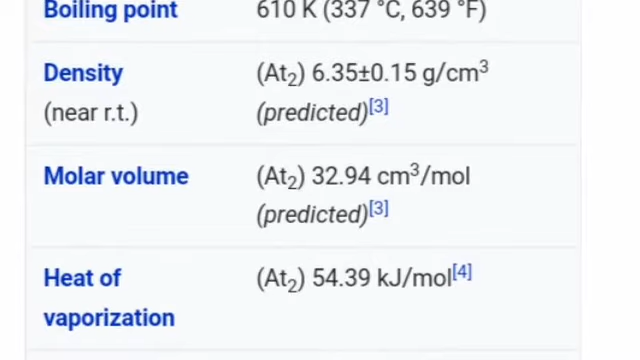 Boiling point 610 K (337 °C, 639 °F)
Density (At₂) 6.35±0.15 g/cm³
(near r.t.) (predicted)[3]
Molar volume (At₂) 32.94 cm³/mol
(predicted)[3]
Heat of (At₂) 54.39 kJ/mol[4]
vaporization